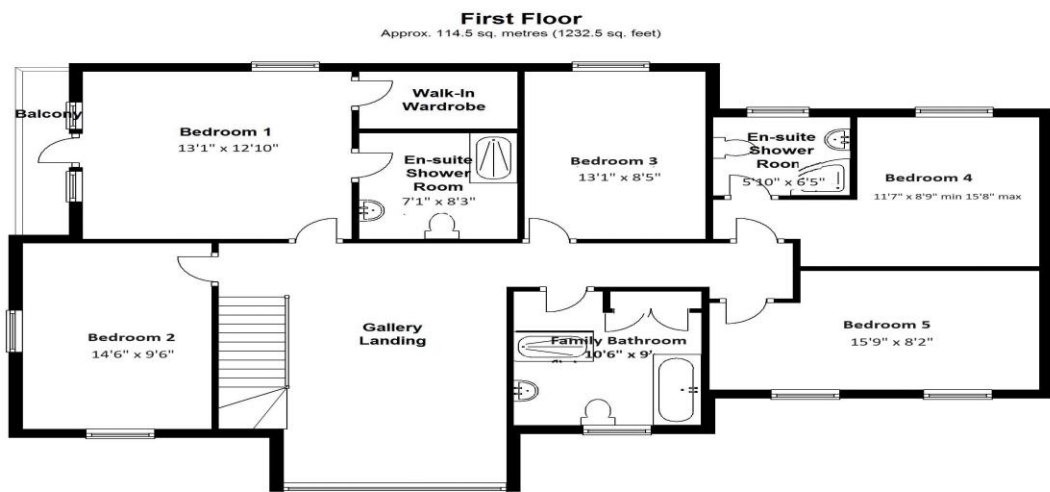 First Floor
Approx. 114.5 sq. metres (1232.5 sq. feet)
Balcony
Bedroom 1
13'1" x 12'10"
Walk-In
Wardrobe
En-suite
Shower
Room
7'1" x 8'3"
Bedroom 3
13'1" x 8'5"
En-suite
Shower
Room
5'10" x 6'5"
Bedroom 4
11'7" x 8'9" min 15'8" max
Bedroom 2
14'6" x 9'6"
Gallery
Landing
Family Bathroom
10'6" x 9'
Bedroom 5
15'9" x 8'2"